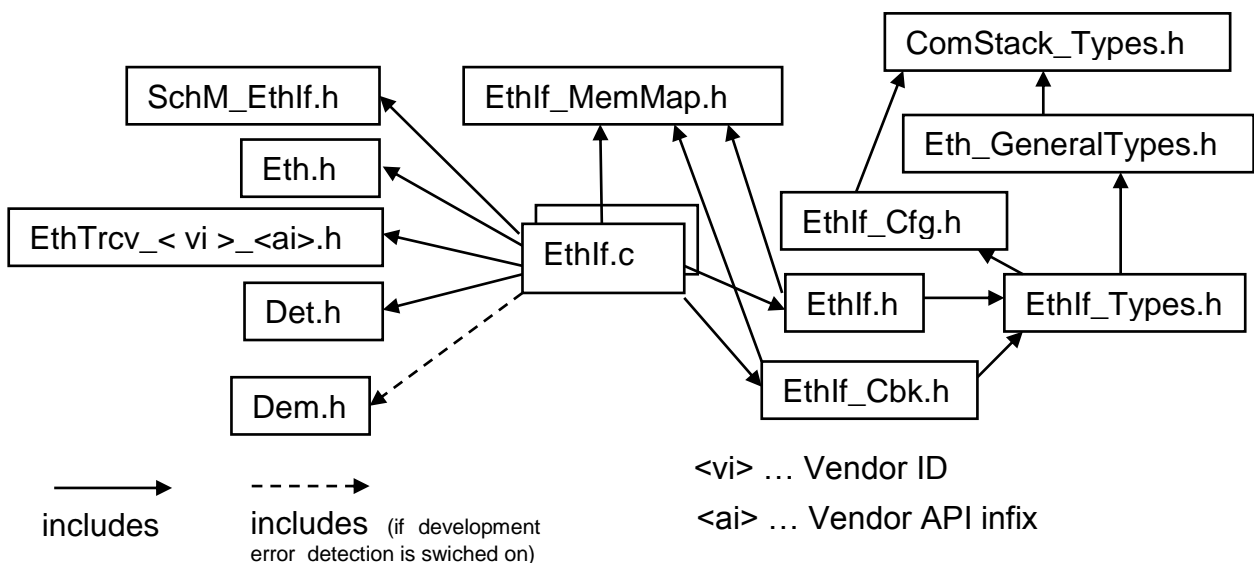 ComStack_Types.h
SchM_EthIf.h
EthIf_MemMap.h
Eth_GeneralTypes.h
Eth.h
EthIf_Cfg.h
EthTrcv_< vi >_<ai>.h
EthIf.c
Det.h
EthIf.h
EthIf_Types.h
EthIf_Cbk.h
Dem.h
<vi> … Vendor ID
<ai> … Vendor API infix
includes
includes (if development
error detection is swiched on)